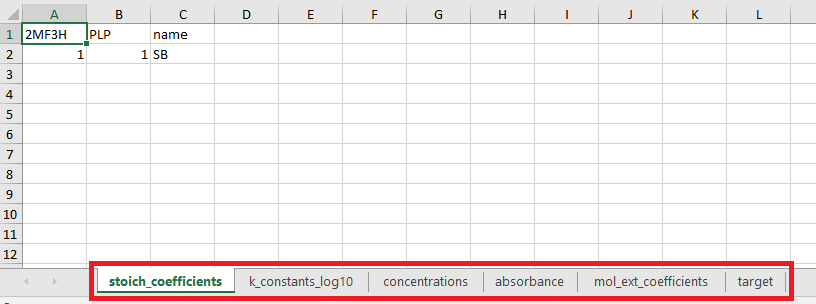 A B C D E F G H I J K L
1 2MF3H PLP name
2 1 1 SB
3
4
5
6
7
8
9
10
11
12
stoich_coefficients k_constants_log10 concentrations absorbance mol_ext_coefficients target